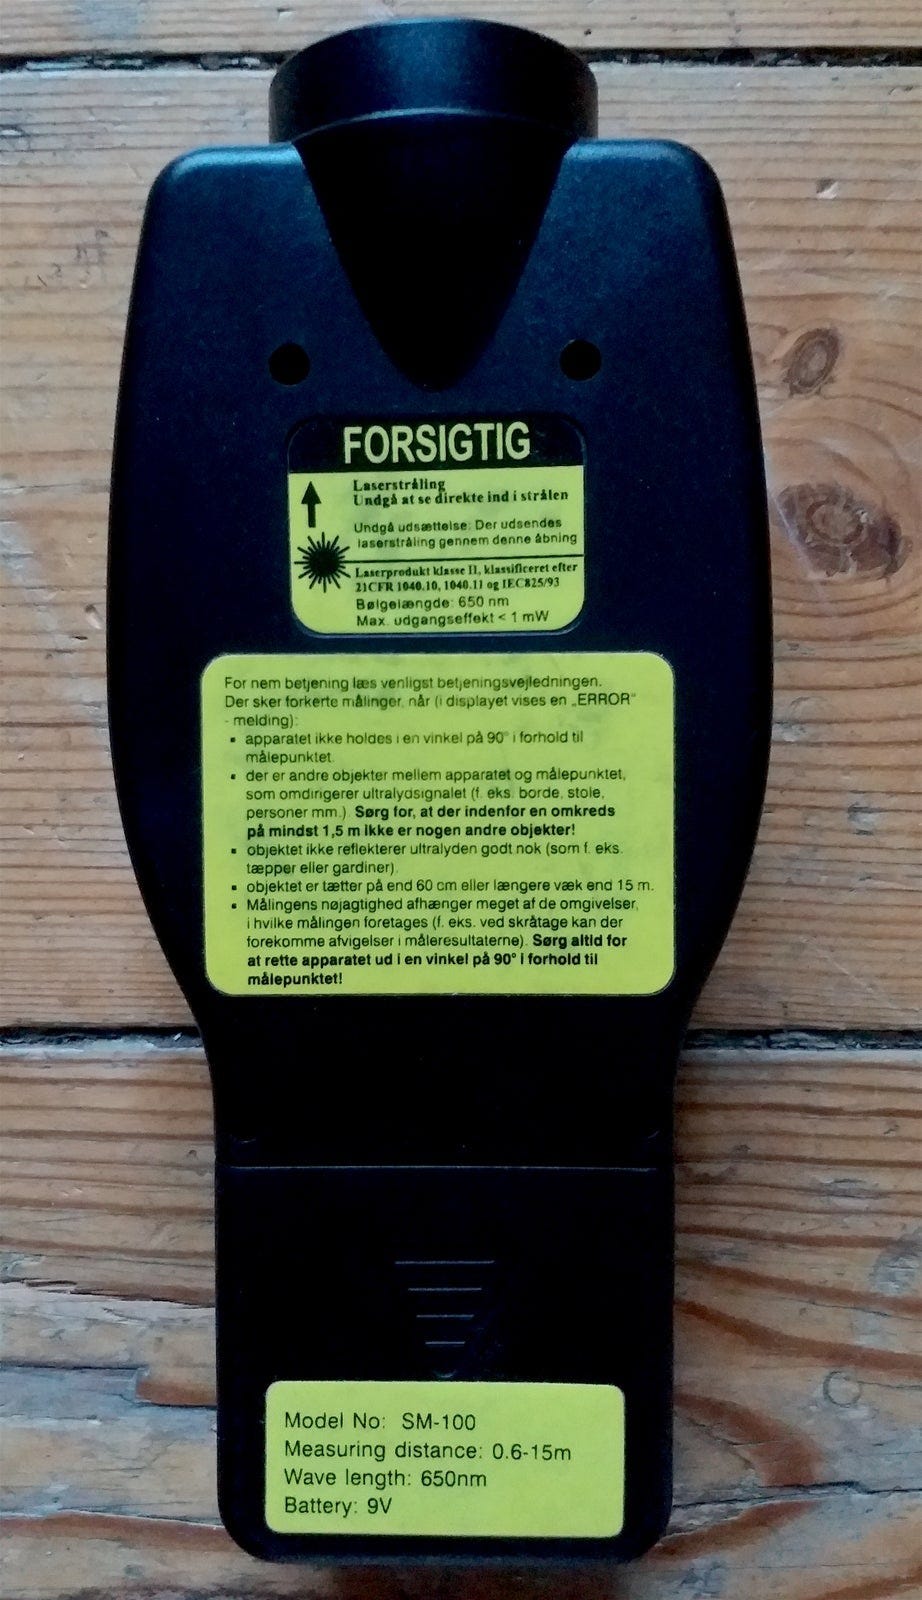 FORSIGTIG
Laserstråling
Undgå at se direkte ind i strålen
Undgå udsættelse: Der udsendes
laserstråling gennem denne åbning
Laserprodukt klasse II, klassificeret efter
21CFR 1040.10, 1040.11 og IEC825/93
Bølgelængde: 650 nm
Max. udgangseffekt < 1 mW
For nem betjening læs venligst betjeningsvejledningen.
Der sker forkerte målinger, når (i displayet vises en „ERROR“
- melding):
▪ apparatet ikke holdes i en vinkel på 90° i forhold til
målepunktet.
▪ der er andre objekter mellem apparatet og målepunktet,
som omdirigerer ultralydsignalet (f. eks. borde, stole,
personer mm.) Sørg for, at der indenfor en omkreds
på mindst 1,5 m ikke er nogen andre objekter!
▪ objektet ikke reflekterer ultralyden godt nok (som f. eks.
tæpper eller gardiner).
▪ objektet er tætter på end 60 cm eller længere væk end 15 m.
▪ Målingens nøjagtighed afhænger meget af de omgivelser,
i hvilke målingen foretages (f. eks. ved skråtage kan der
forekomme afvigelser i måleresultaterne). Sørg altid for
at rette apparatet ud i en vinkel på 90° i forhold til
målepunktet!
Model No: SM-100
Measuring distance: 0.6-15m
Wave length: 650nm
Battery: 9V